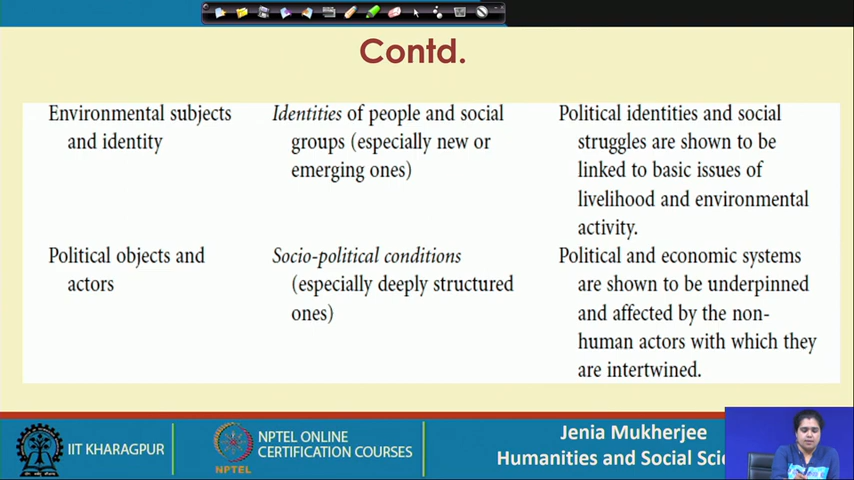 Contd.
Environmental subjects
and identity
Identities of people and social
groups (especially new or
emerging ones)
Political identities and social
struggles are shown to be
linked to basic issues of
livelihood and environmental
activity.
Political objects and
actors
Socio-political conditions
(especially deeply structured
ones)
Political and economic systems
are shown to be underpinned
and affected by the non-
human actors with which they
are intertwined.
IIT KHARAGPUR
NPTEL
NPTEL ONLINE
CERTIFICATION COURSES
Jenia Mukherjee
Humanities and Social Sci